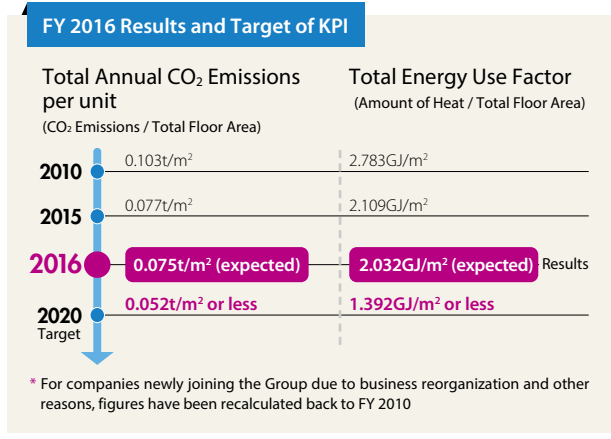 FY 2016 Results and Target of KPI
Total Annual CO₂ Emissions
per unit
(CO₂ Emissions / Total Floor Area)
Total Energy Use Factor
(Amount of Heat / Total Floor Area)
2010 0.103t/m² 2.783GJ/m²
2015 0.077t/m² 2.109GJ/m²
2016 0.075t/m² (expected) 2.032GJ/m² (expected) Results
2020 0.052t/m² or less 1.392GJ/m² or less
Target
* For companies newly joining the Group due to business reorganization and other
reasons, figures have been recalculated back to FY 2010